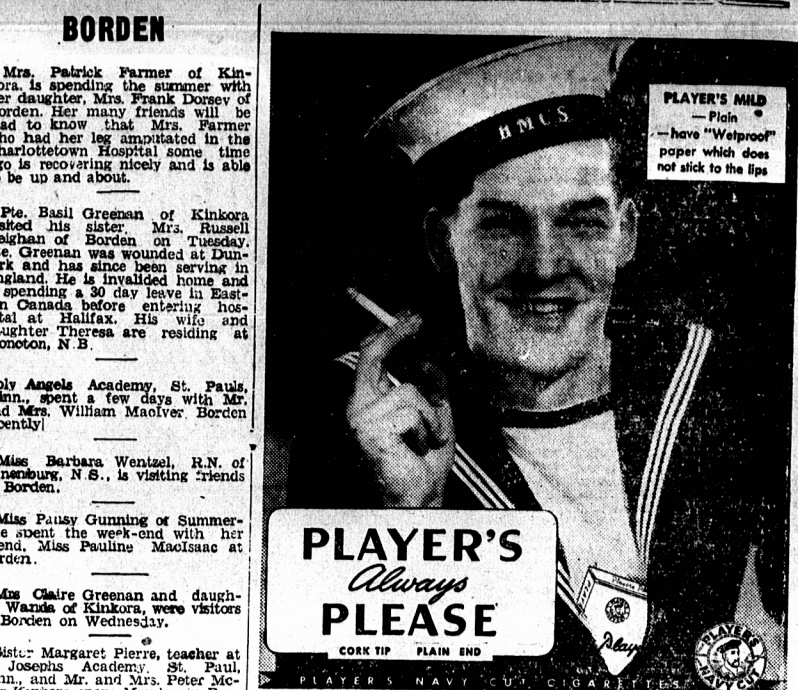 BORDEN
Mrs. Patrick Farmer of Kin-
ora, is spending the summer with
er daughter, Mrs. Frank Dorsey of
orden. Her many friends will be
ad to know that Mrs. Farmer
ho had her leg amputated in the
harlottetown Hospital some time
go is recovering nicely and is able
be up and about.
Pte. Basil Greenan of Kinkora
sited his sister, Mrs. Russell
eighan of Borden on Tuesday.
e. Greenan was wounded at Dun-
rk and has since been serving in
ngland. He is invalided home and
spending a 30 day leave in East-
n Canada before entering hos-
tal at Halifax. His wife and
ughter Theresa are residing at
oncton, N.B.
oly Angels Academy, St. Pauls,
inn., spent a few days with Mr.
d Mrs. William MacIver, Borden
cently
Miss Barbara Wentzel, R.N. of
nenburg, N.S., is visiting friends
Borden.
Miss Pansy Gunning of Summer-
e spent the week-end with her
end, Miss Pauline MacIsaac at
rden.
Mrs Claire Greenan and daugh-
Wanda of Kinkora, were visitors
Borden on Wednesday.
Sister Margaret Pierre, teacher at
Josephs Academy, St. Paul,
nn., and Mr. and Mrs. Peter Mc-
HMCS
PLAYER'S MILD
— Plain
— have "Wetproof"
paper which does
not stick to the lips
PLAYER'S
Always
PLEASE
CORK TIP PLAIN END
Play
PLAYER'S
NAVY CUT
PLAYER'S NAVY CUT CIGARETTES